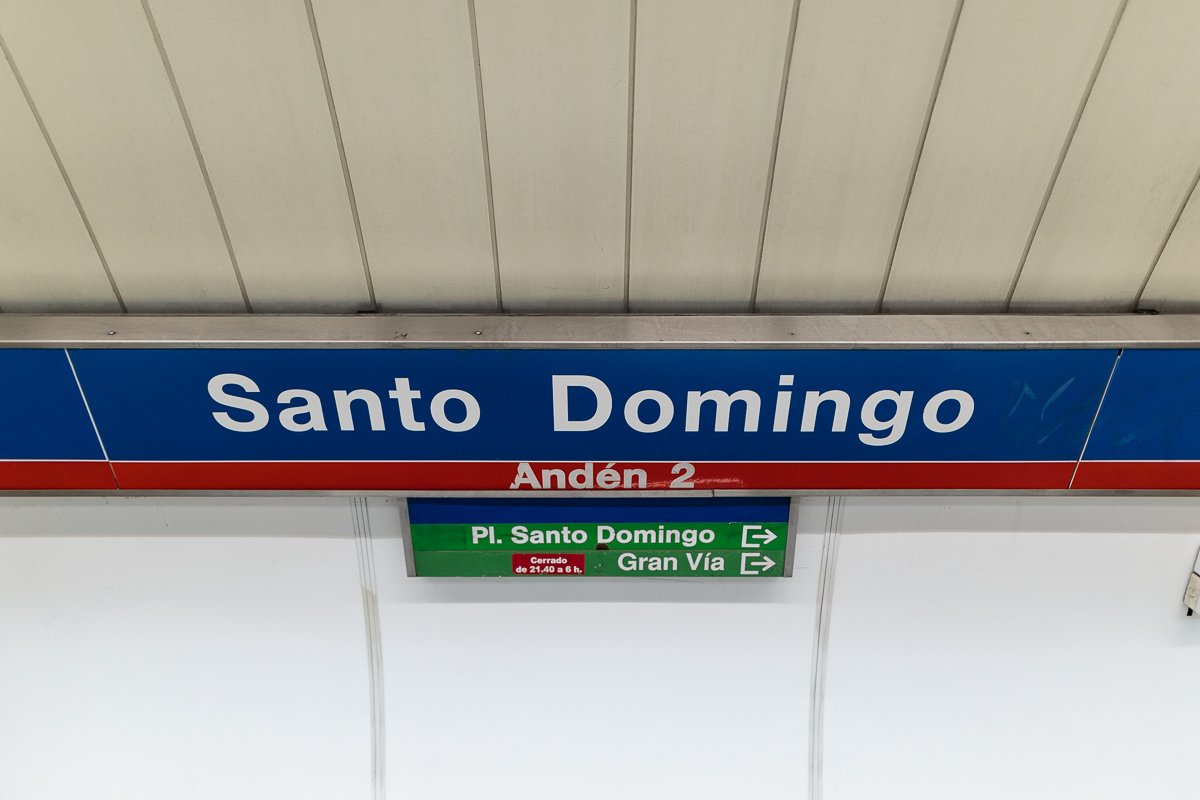 Santo Domingo
Andén 2
Pl. Santo Domingo
Cerrado
de 21.40 a 6 h.
Gran Vía